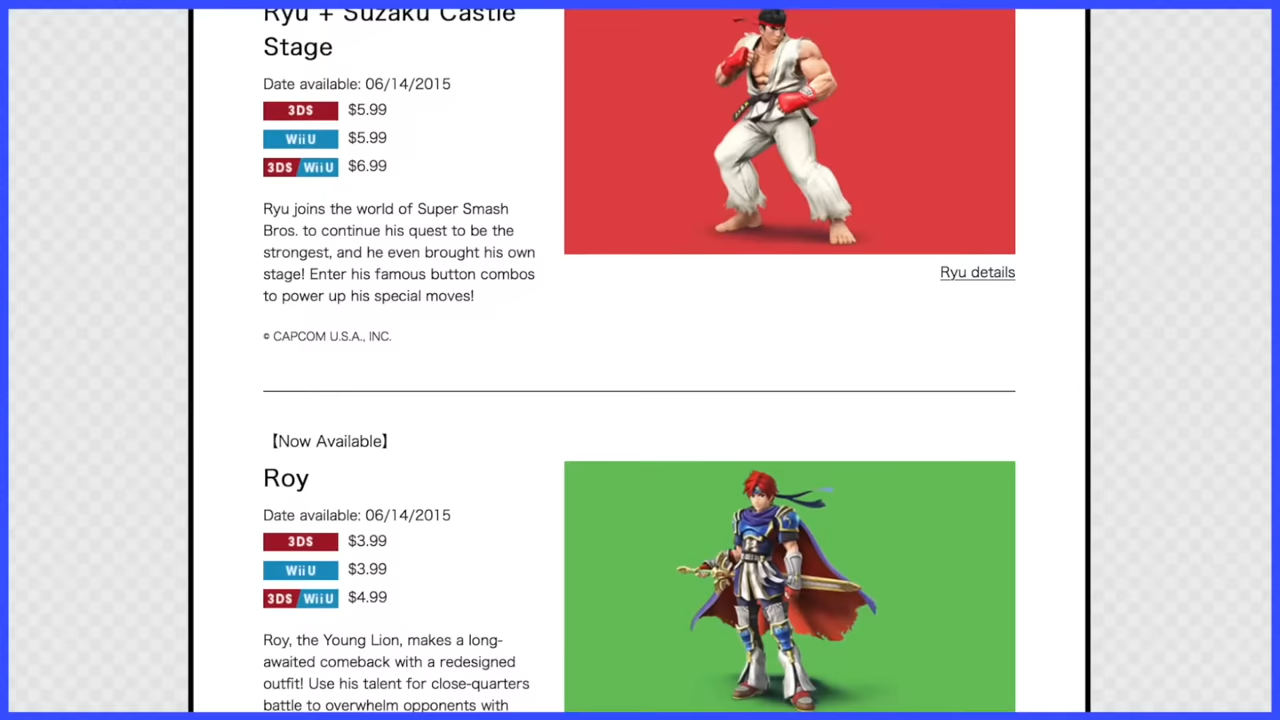 Ryu + Suzaku Castle
Stage
Date available: 06/14/2015
3DS $5.99
Wii U $5.99
3DS Wii U $6.99
Ryu joins the world of Super Smash
Bros. to continue his quest to be the
strongest, and he even brought his own
stage! Enter his famous button combos
to power up his special moves!
Ryu details
© CAPCOM U.S.A., INC.
【Now Available】
Roy
Date available: 06/14/2015
3DS $3.99
Wii U $3.99
3DS Wii U $4.99
Roy, the Young Lion, makes a long-
awaited comeback with a redesigned
outfit! Use his talent for close-quarters
battle to overwhelm opponents with